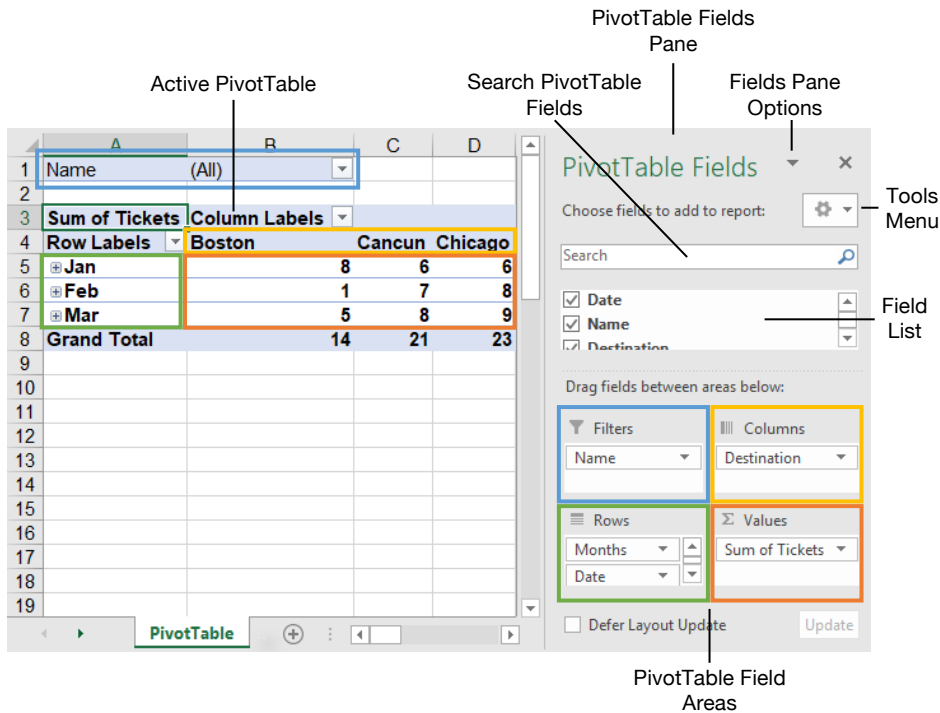 PivotTable Fields
Pane
Active PivotTable
Search PivotTable
Fields
Fields Pane
Options
A B C D
1 Name (All)
2
3 Sum of Tickets Column Labels
4 Row Labels Boston Cancun Chicago
5 Jan 8 6 6
6 Feb 1 7 8
7 Mar 5 8 9
8 Grand Total 14 21 23
9
10
11
12
13
14
15
16
17
18
19
PivotTable
PivotTable Fields
Choose fields to add to report:
Tools
Menu
Search
Date
Name
Destination
Field
List
Drag fields between areas below:
Filters
Name
Columns
Destination
Rows
Months
Date
Σ Values
Sum of Tickets
Defer Layout Update
Update
PivotTable Field
Areas